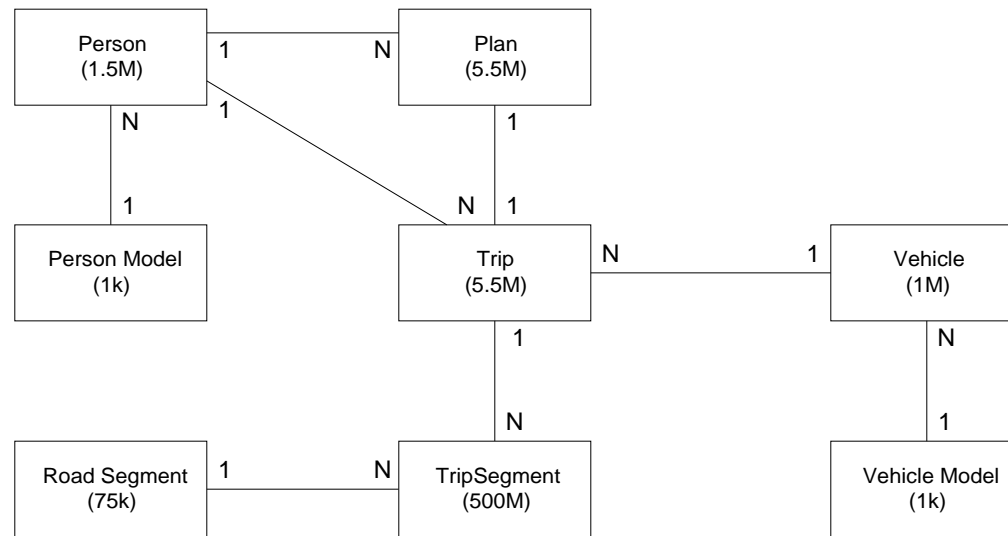 Person
(1.5M)
1
N
Plan
(5.5M)
1
N
1
1
N
1
Person Model
(1k)
Trip
(5.5M)
N
1
Vehicle
(1M)
1
N
N
1
Road Segment
(75k)
1
N
TripSegment
(500M)
Vehicle Model
(1k)